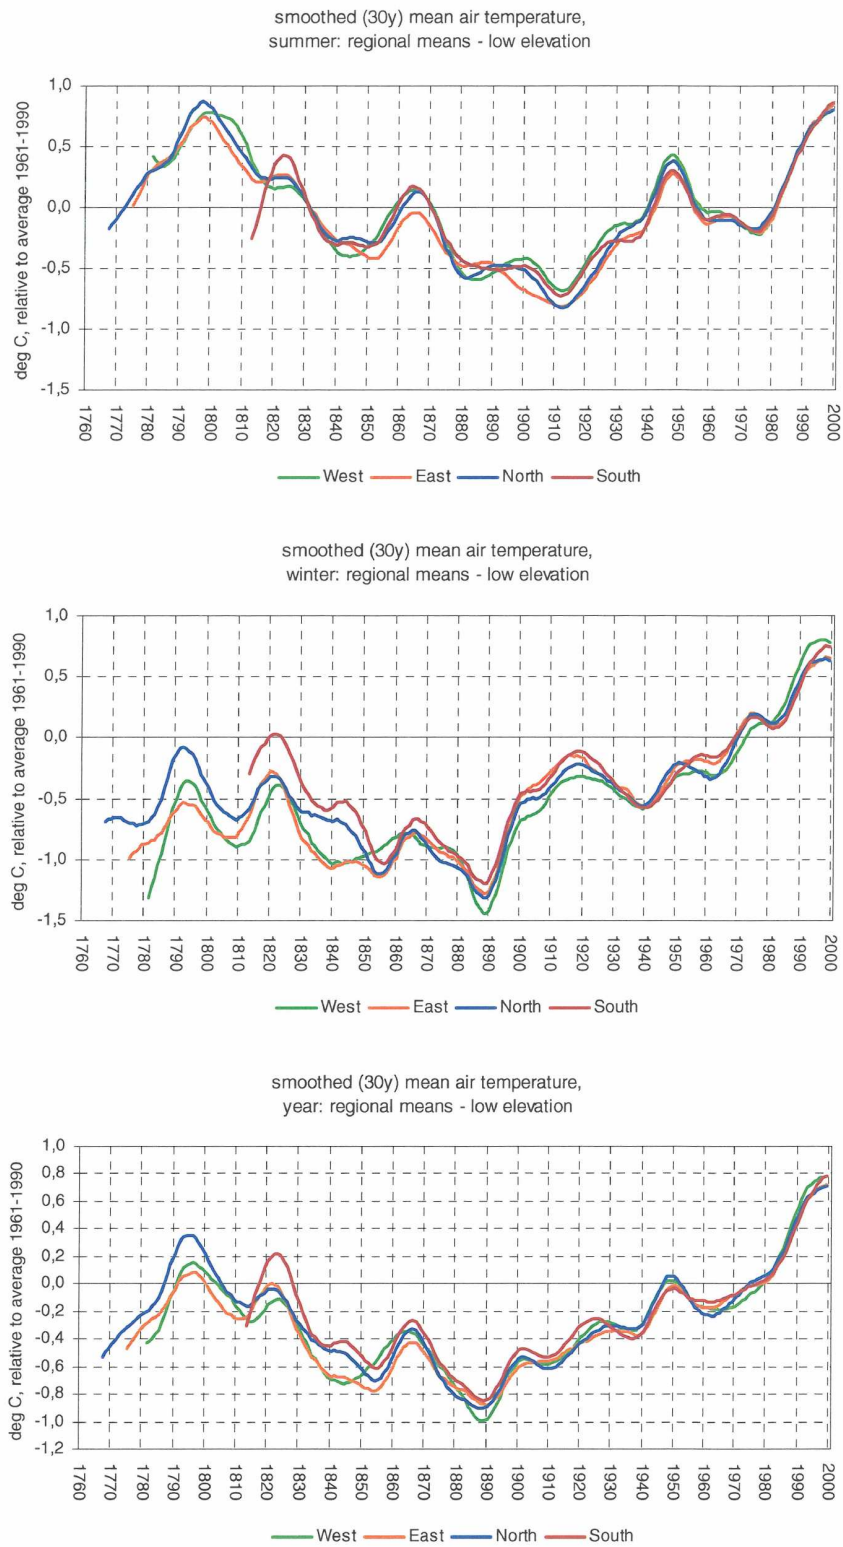 smoothed (30y) mean air temperature,
summer: regional means - low elevation
deg C, relative to average 1961-1990
1,0
0,5
0,0
-0,5
-1,0
-1,5
1760 1770 1780 1790 1800 1810 1820 1830 1840 1850 1860 1870 1880 1890 1900 1910 1920 1930 1940 1950 1960 1970 1980 1990 2000
West East North South
smoothed (30y) mean air temperature,
winter: regional means - low elevation
deg C, relative to average 1961-1990
1,0
0,5
0,0
-0,5
-1,0
-1,5
1760 1770 1780 1790 1800 1810 1820 1830 1840 1850 1860 1870 1880 1890 1900 1910 1920 1930 1940 1950 1960 1970 1980 1990 2000
West East North South
smoothed (30y) mean air temperature,
year: regional means - low elevation
deg C, relative to average 1961-1990
1,0
0,8
0,6
0,4
0,2
0,0
-0,2
-0,4
-0,6
-0,8
-1,0
-1,2
1760 1770 1780 1790 1800 1810 1820 1830 1840 1850 1860 1870 1880 1890 1900 1910 1920 1930 1940 1950 1960 1970 1980 1990 2000
West East North South